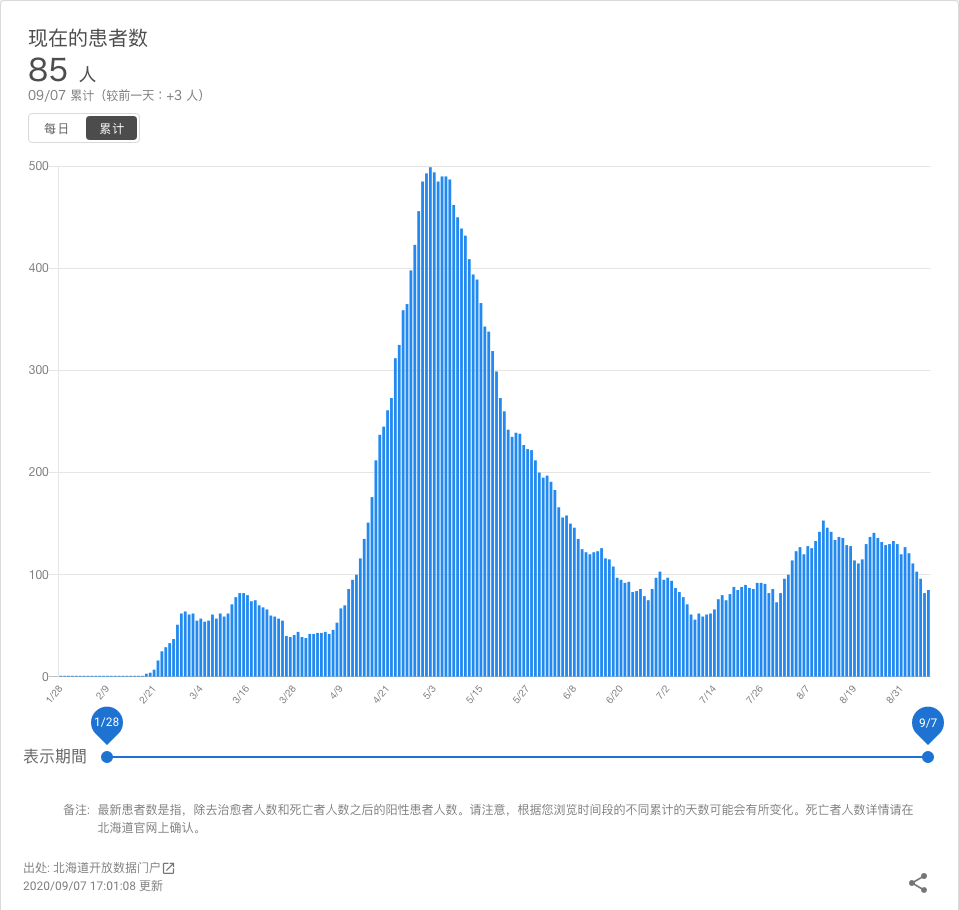 现在的患者数
85 人
09/07 累计（较前一天：+3 人）
每日 累计
500
400
300
200
100
0
1/28 2/9 2/21 3/4 3/16 3/28 4/9 4/21 5/3 5/15 5/27 6/8 6/20 7/2 7/14 7/26 8/7 8/19 8/31
1/28 9/7
表示期間
备注: 最新患者数是指，除去治愈者人数和死亡者人数之后的阳性患者人数。请注意，根据您浏览时间段的不同累计的天数可能会有所变化。死亡者人数详情请在
北海道官网上确认。
出处: 北海道开放数据门户
2020/09/07 17:01:08 更新